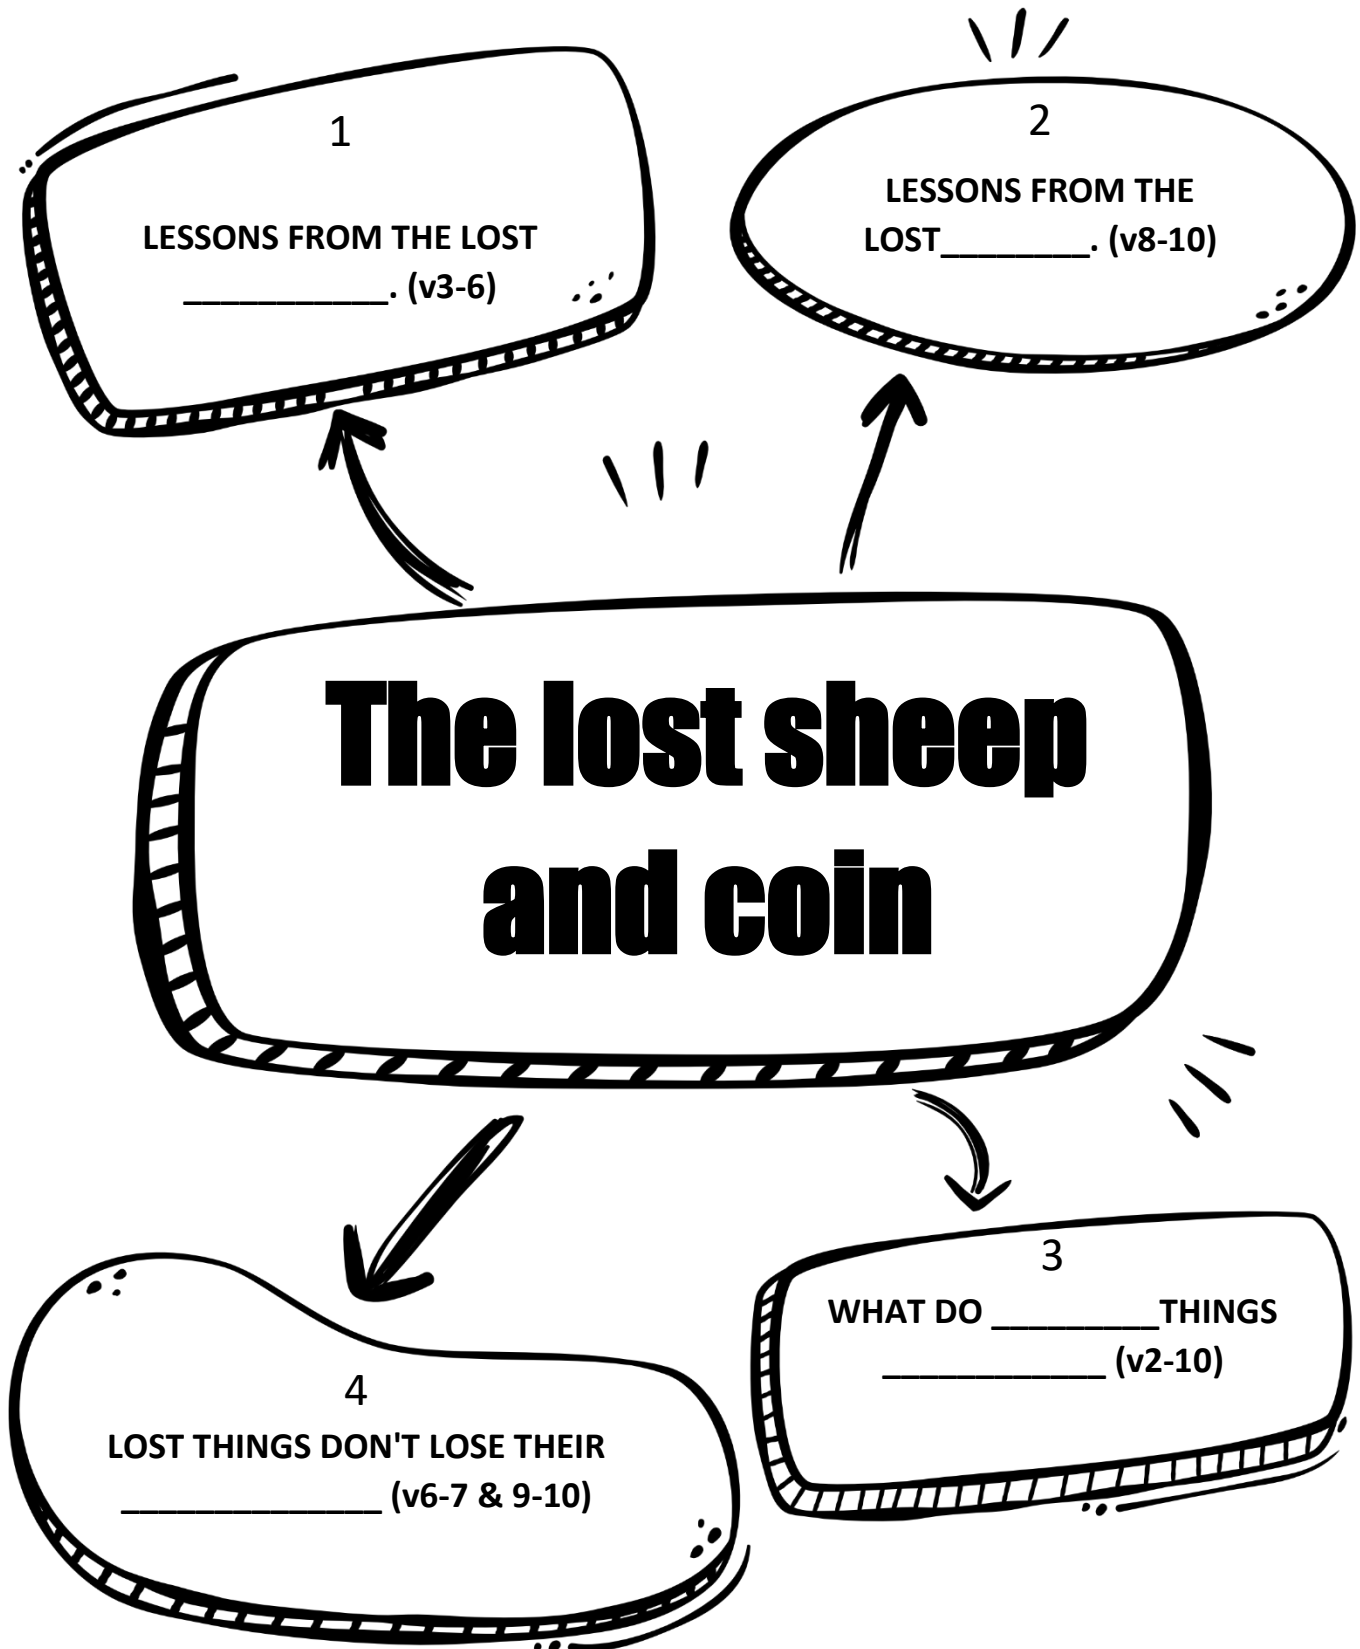 1
LESSONS FROM THE LOST
___________. (v3-6)
2
LESSONS FROM THE
LOST________. (v8-10)
The lost sheep
and coin
3
WHAT DO _________THINGS
____________ (v2-10)
4
LOST THINGS DON'T LOSE THEIR
______________ (v6-7 & 9-10)